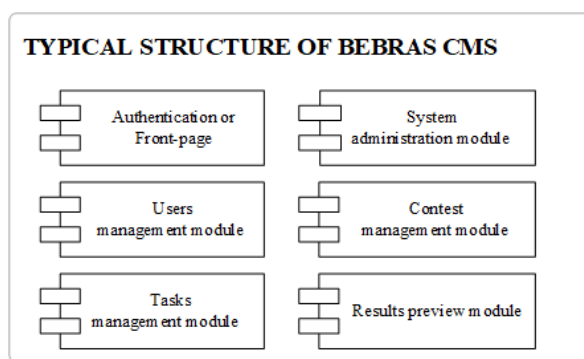 TYPICAL STRUCTURE OF BEBRAS CMS
Authentication or
Front-page
System
administration module
Users
management module
Contest
management module
Tasks
management module
Results preview module